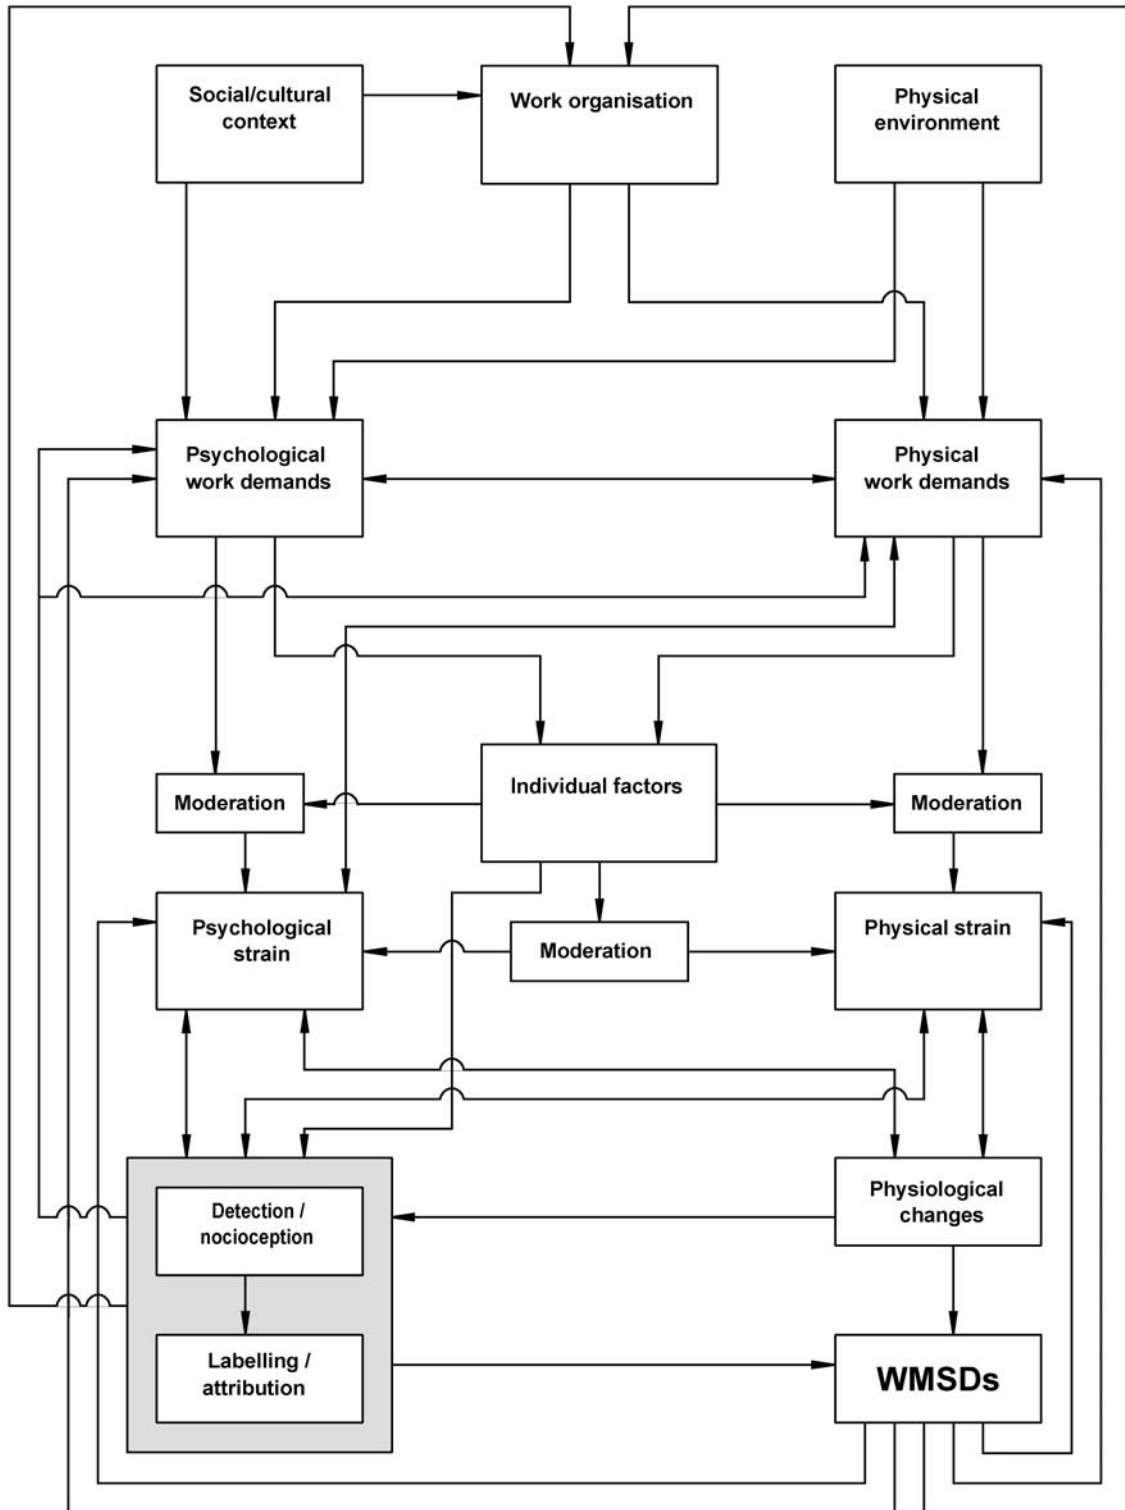 Social/cultural
context
Work organisation
Physical
environment
Psychological
work demands
Physical
work demands
Individual factors
Moderation
Moderation
Psychological
strain
Moderation
Physical strain
Detection /
nocioception
Physiological
changes
Labelling /
attribution
WMSDs